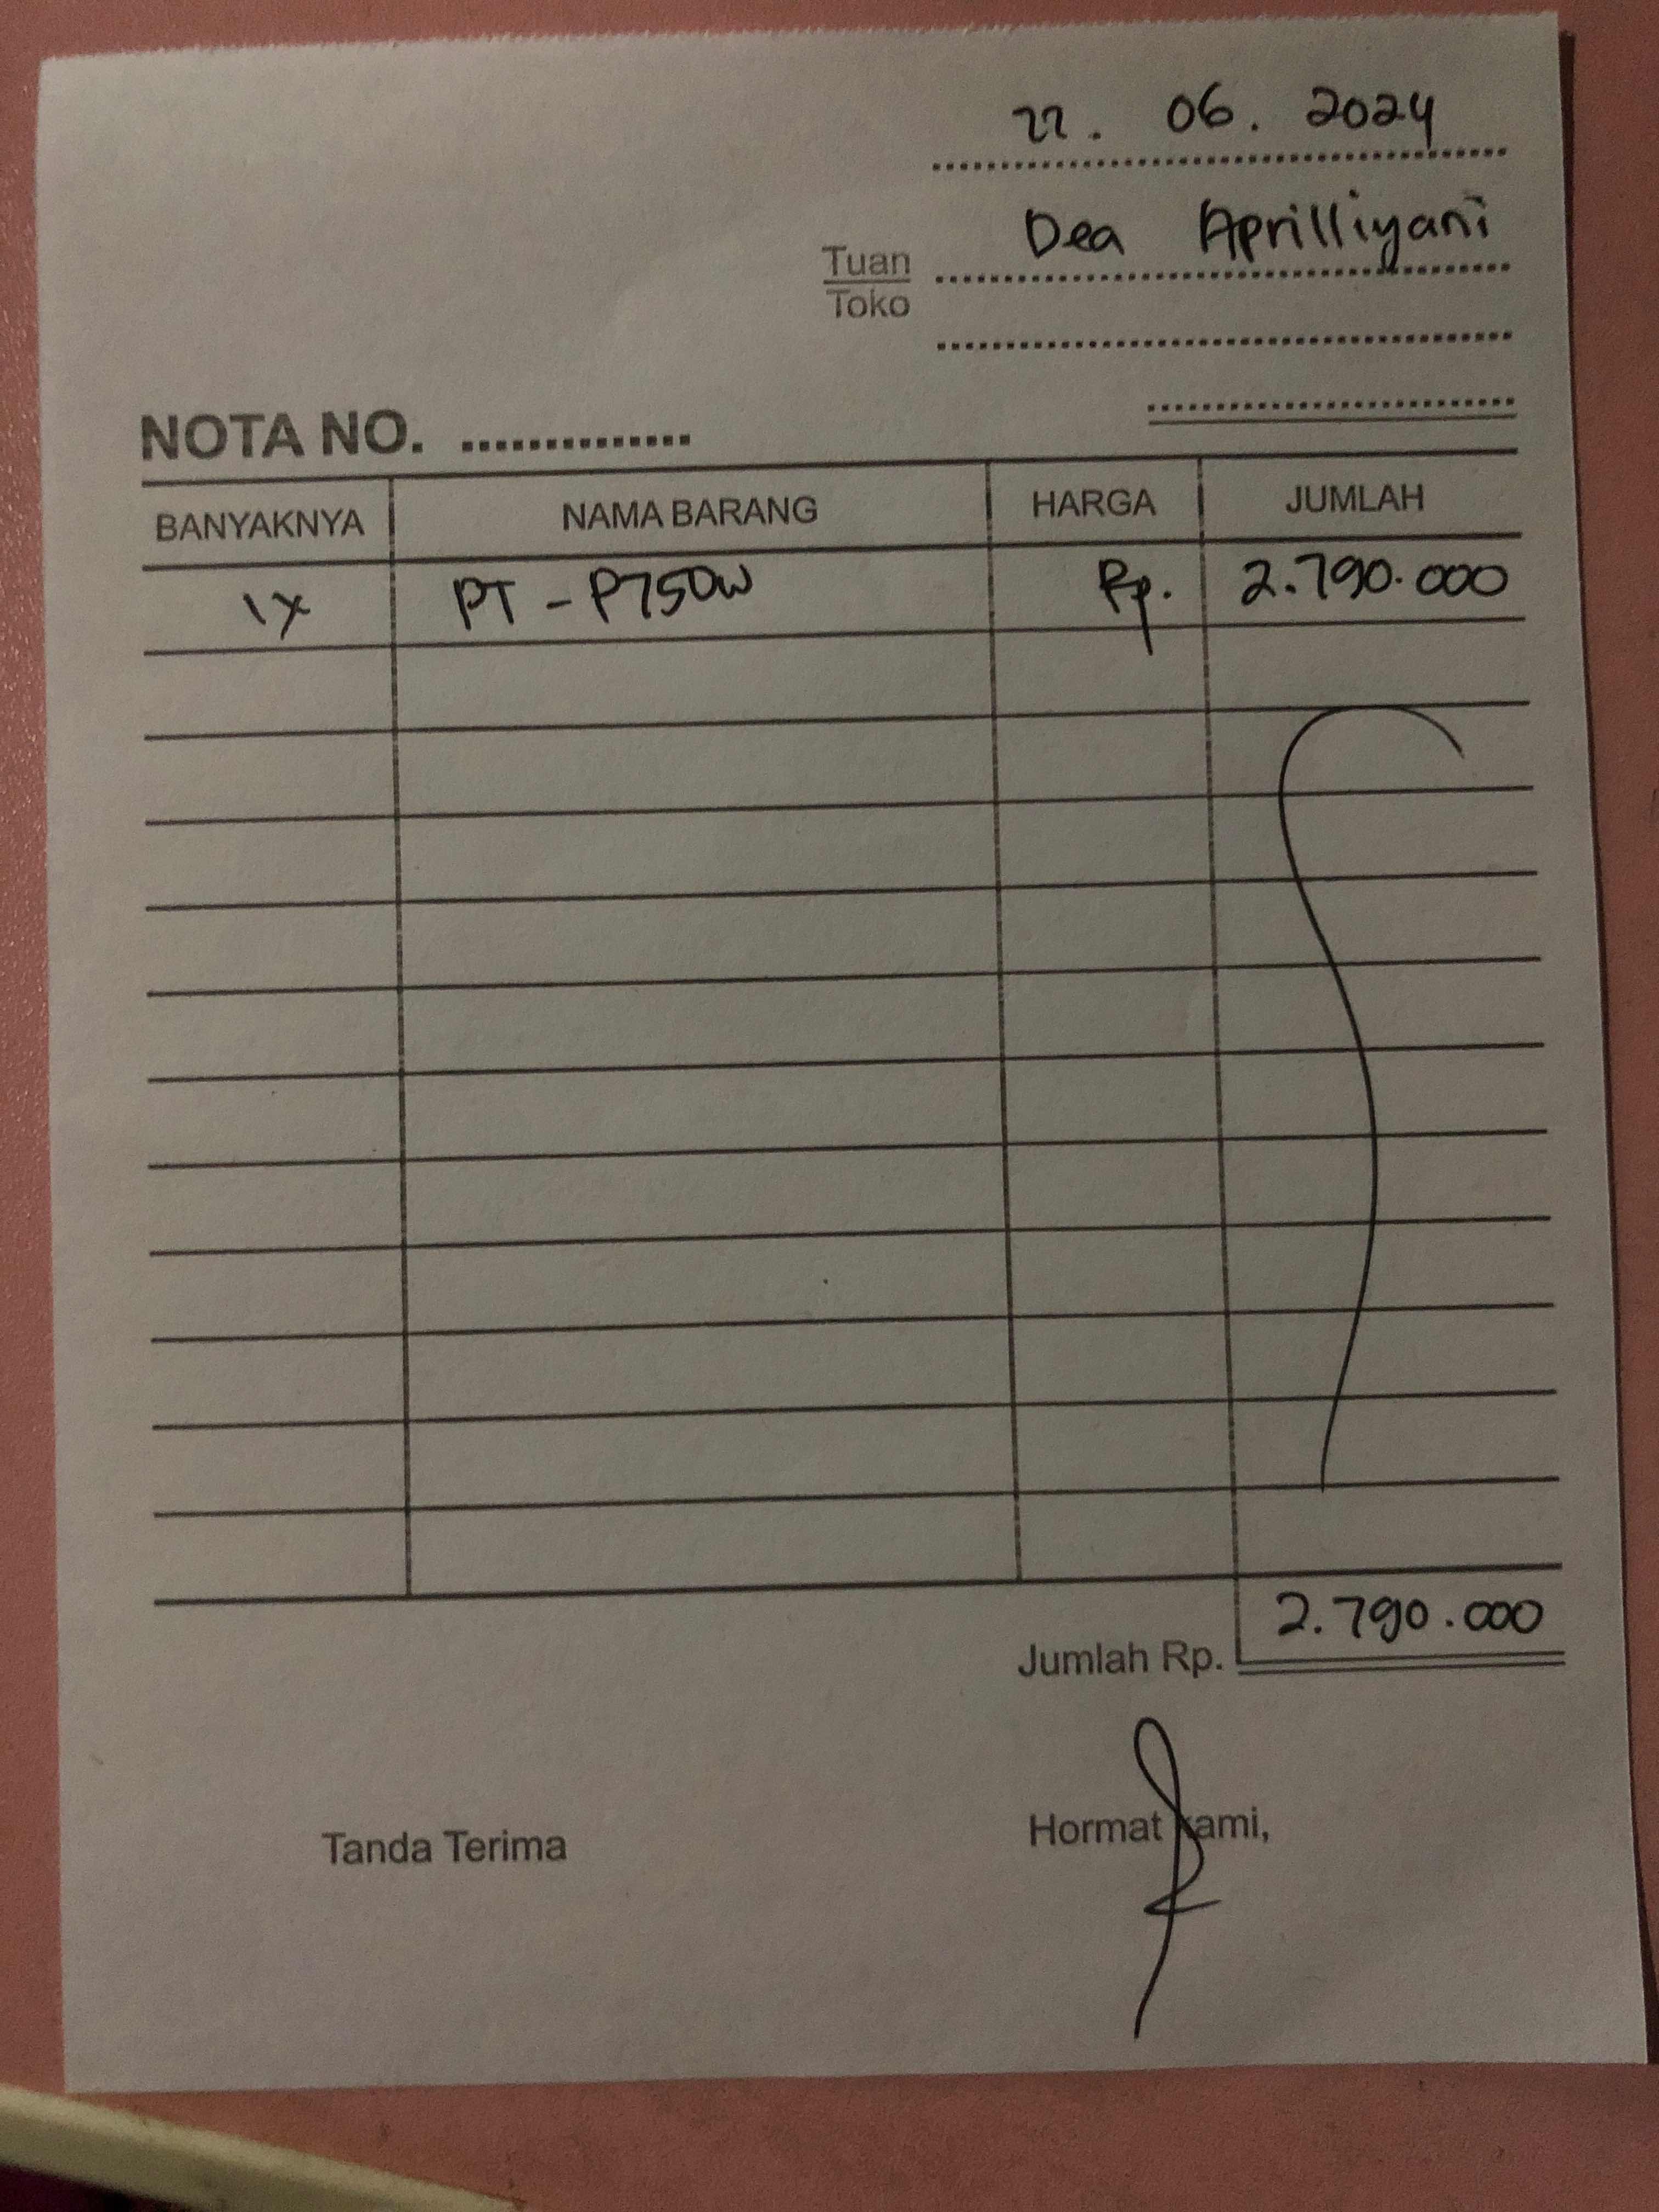 22. 06. 2024
Dea Aprilliyani
Tuan
Toko
NOTA NO. ..............
BANYAKNYA NAMA BARANG HARGA JUMLAH
1x PT - P750W Rp. 2.790.000
Jumlah Rp. 2.790.000
Tanda Terima Hormat kami,